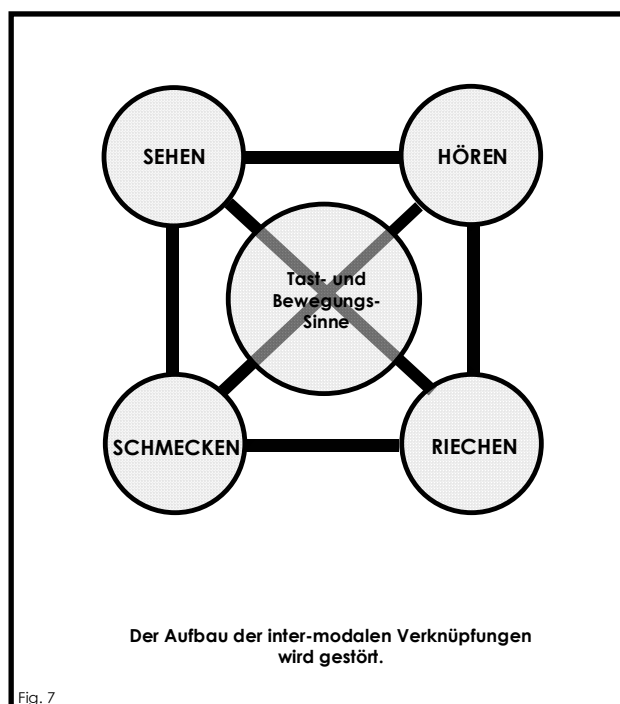 SEHEN
HÖREN
Tast- und
Bewegungs-
Sinne
SCHMECKEN
RIECHEN
Der Aufbau der inter-modalen Verknüpfungen
wird gestört.
Fig. 7